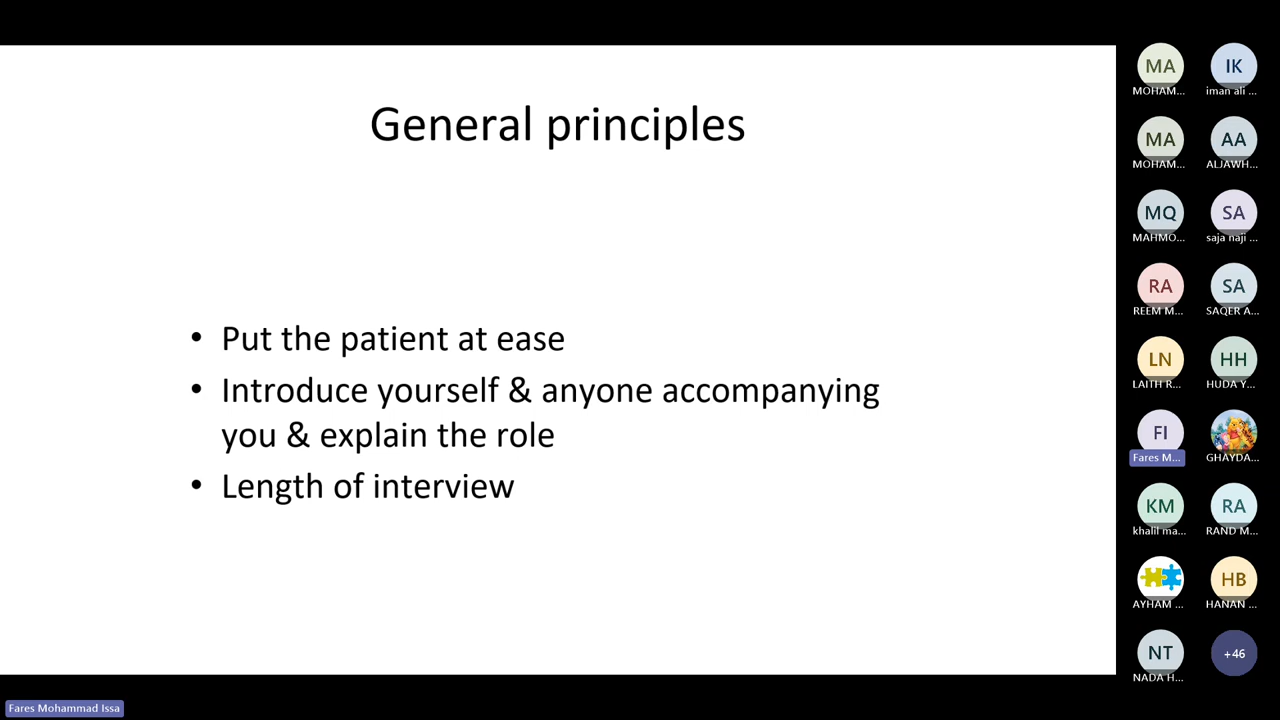 General principles
• Put the patient at ease
• Introduce yourself & anyone accompanying
you & explain the role
• Length of interview
MA
MOHAM...
IK
iman ali ...
MA
MOHAM...
AA
ALJAWH...
MQ
MAHMO...
SA
saja naji ...
RA
REEM M...
SA
SAQER A...
LN
LAITH R...
HH
HUDA Y...
FI
Fares M...
GHAYDA...
KM
khalil ma...
RA
RAND M...
AYHAM ...
HB
HANAN ...
NT
NADA H...
+46
Fares Mohammad Issa